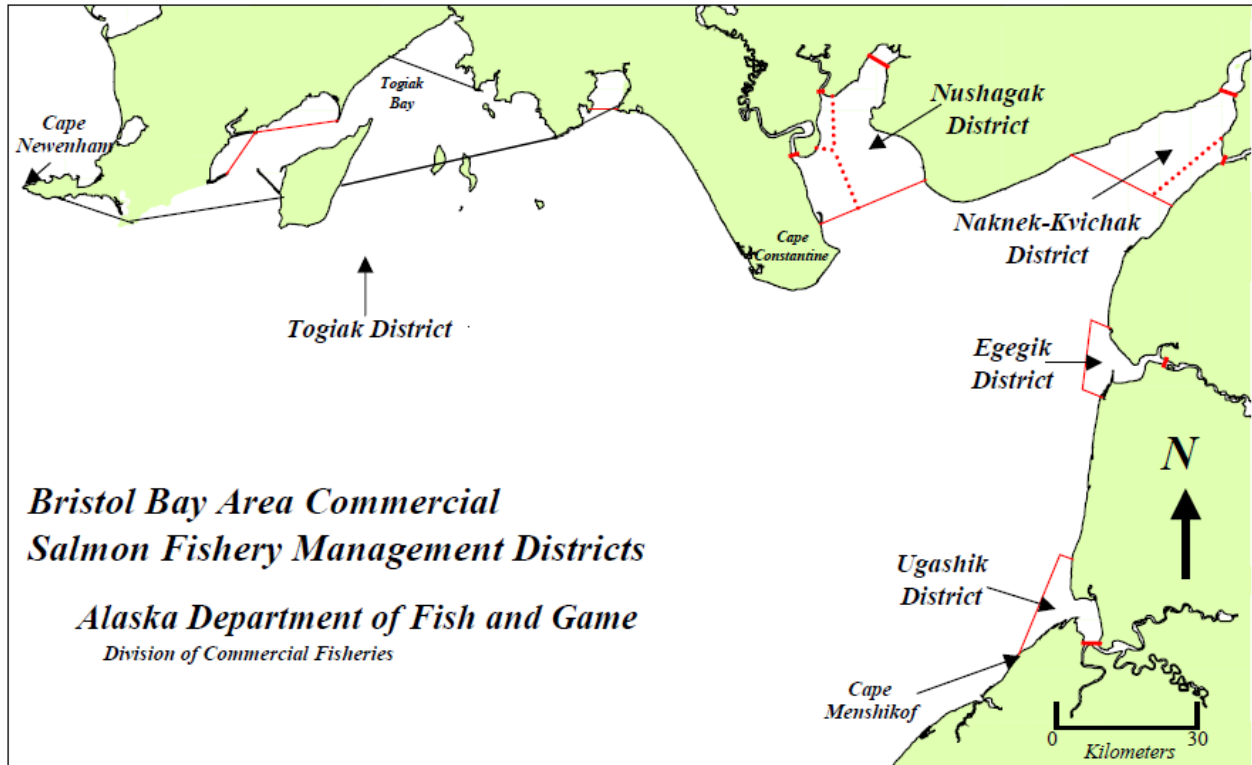 Togiak
Bay
Cape
Newenham
Nushagak
District
Naknek-Kvichak
District
Cape
Constantine
Togiak District
Egegik
District
N
Bristol Bay Area Commercial
Salmon Fishery Management Districts
Ugashik
District
Alaska Department of Fish and Game
Division of Commercial Fisheries
Cape
Menshikof
0 30
Kilometers